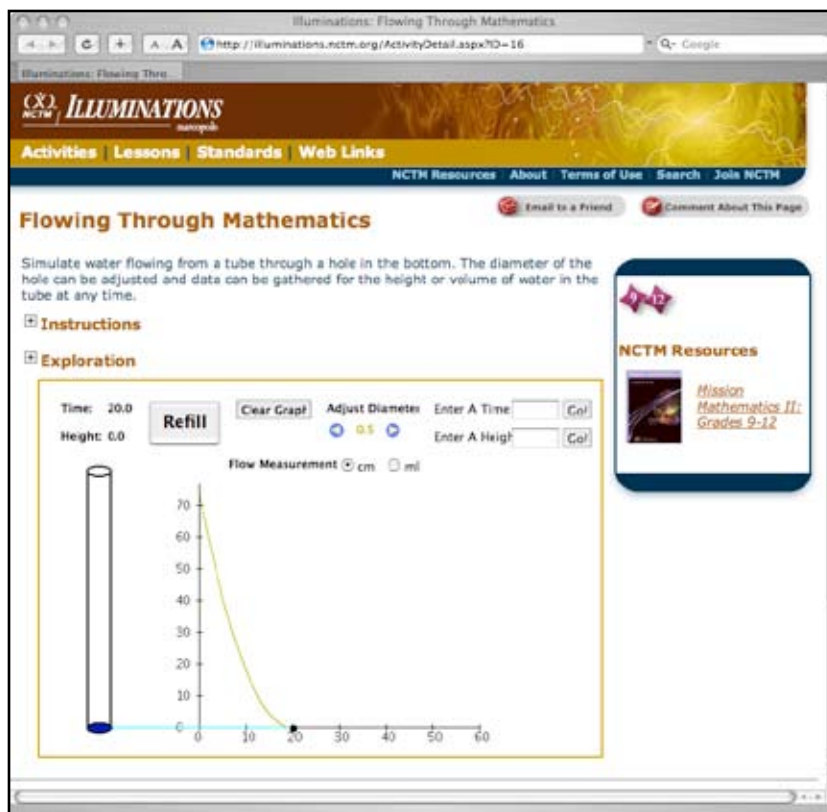 Illuminations: Flowing Through Mathematics
A A http://illuminations.nctm.org/ActivityDetail.aspx?ID=16 Google
Illuminations: Flowing Thro...
NCTM ILLUMINATIONS
marcopolo
Activities | Lessons | Standards | Web Links
NCTM Resources About Terms of Use Search Join NCTM
Email to a Friend Comment About This Page
Flowing Through Mathematics
Simulate water flowing from a tube through a hole in the bottom. The diameter of the
hole can be adjusted and data can be gathered for the height or volume of water in the
tube at any time.
Instructions
Exploration
9 12
NCTM Resources
Mission
Mathematics II:
Grades 9-12
Time: 20.0
Height: 0.0
Refill
Clear Graph
Adjust Diamete
0.5
Enter A Time Go!
Enter A Heigh Go!
Flow Measurement cm ml
70
60
50
40
30
20
10
0
0 10 20 30 40 50 60